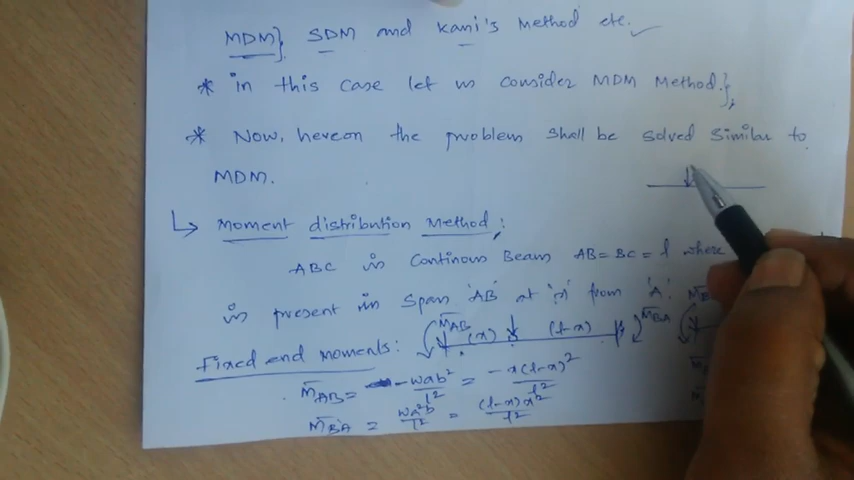 MDM} SDM and Kani's Method etc.
* in this case let us consider MDM Method.},
* Now, hereon the problem shall be solved similar to
MDM.
↳ Moment distribution Method:
ABC is Continous Beam AB = BC = l where
is present in span 'AB' at 'x' from 'A'.
M̅AB (x) (l-x) M̅BA
Fixed end moments:
M̅AB = -wab²/l² = -x(l-x)²/l²
M̅BA = wa²b/l² = (l-x)x²/l²